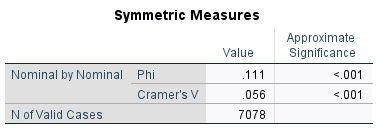 Symmetric Measures
Value Approximate Significance
Nominal by Nominal Phi .111 <.001
Cramer's V .056 <.001
N of Valid Cases 7078